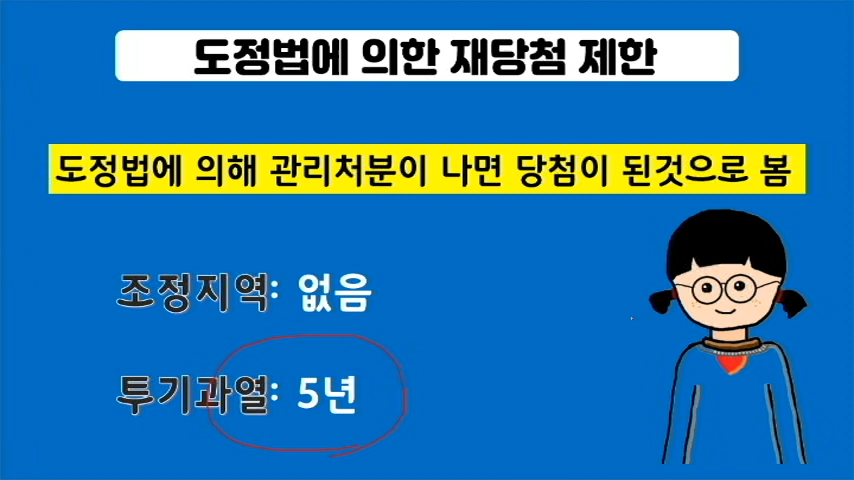 도정법에 의한 재당첨 제한
도정법에 의해 관리처분이 나면 당첨이 된것으로 봄
조정지역: 없음
투기과열: 5년